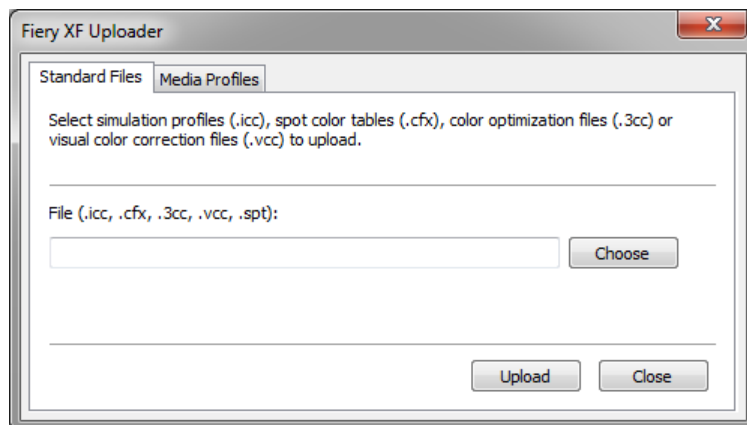 Fiery XF Uploader
Standard Files
Media Profiles
Select simulation profiles (.icc), spot color tables (.cfx), color optimization files (.3cc) or
visual color correction files (.vcc) to upload.
File (.icc, .cfx, .3cc, .vcc, .spt):
Choose
Upload
Close